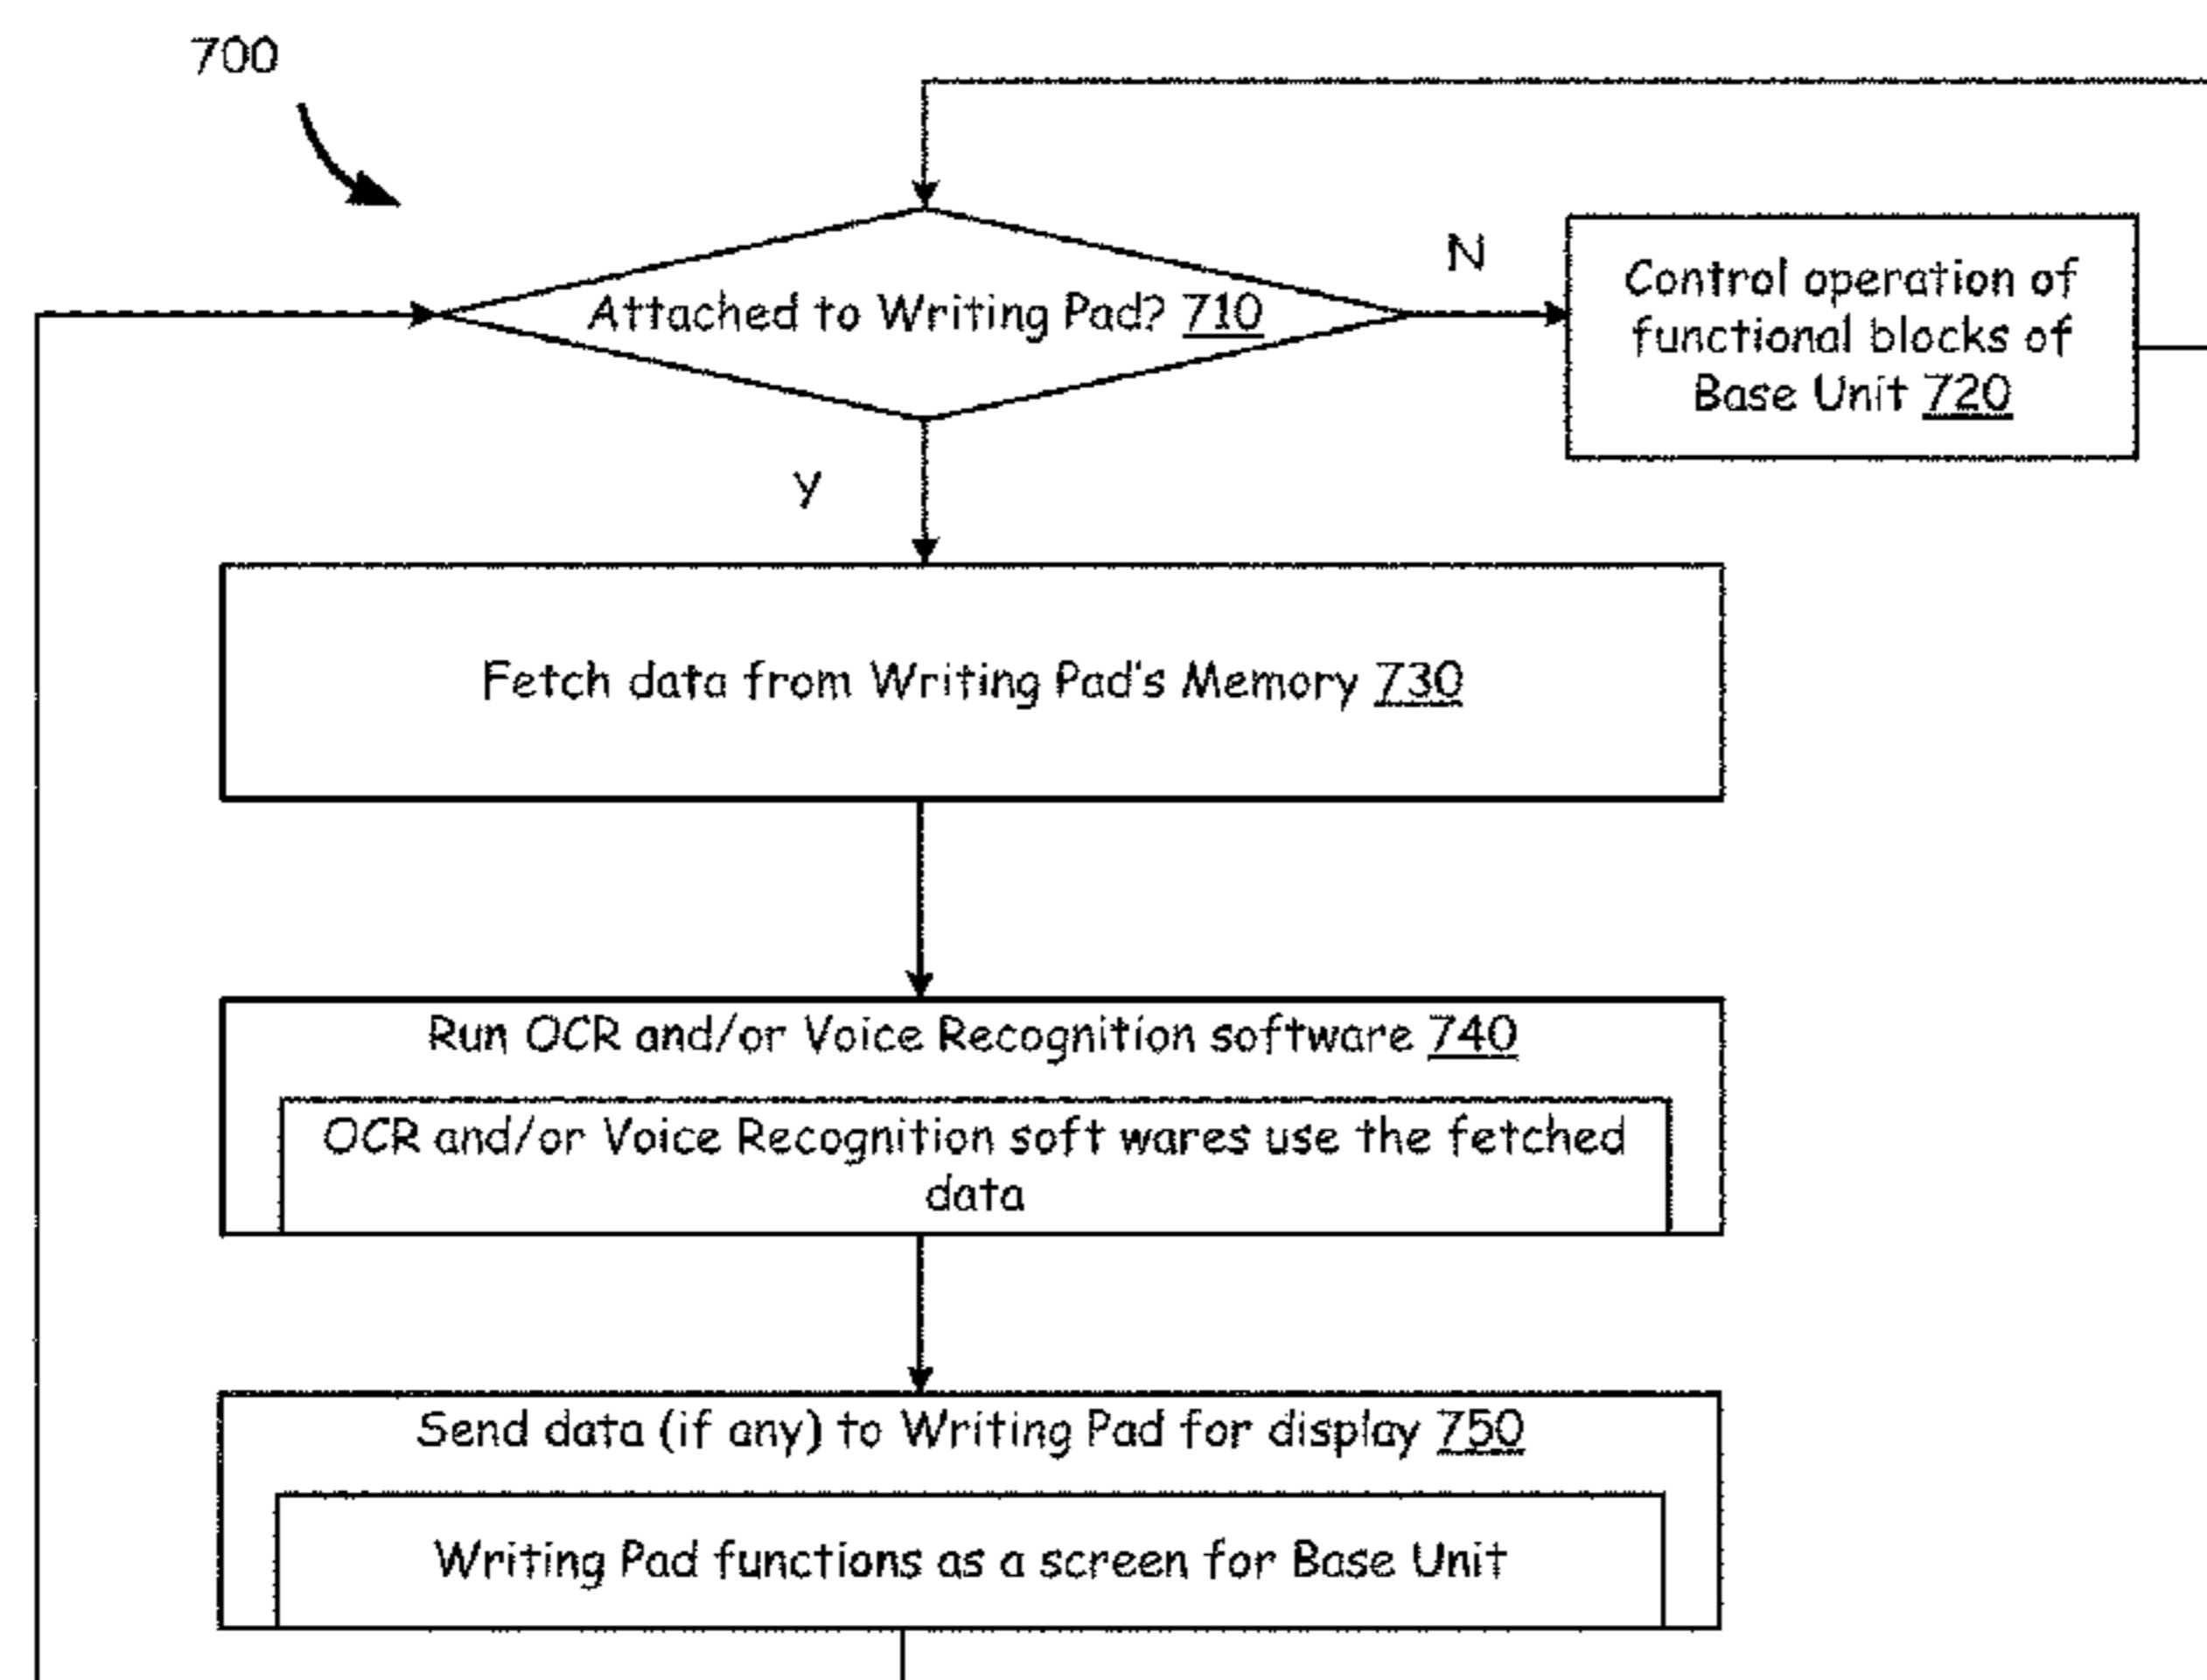 700
Attached to Writing Pad? 710
N
Control operation of
functional blocks of
Base Unit 720
Y
Fetch data from Writing Pad's Memory 730
Run OCR and/or Voice Recognition software 740
OCR and/or Voice Recognition soft wares use the fetched
data
Send data (if any) to Writing Pad for display 750
Writing Pad functions as a screen for Base Unit